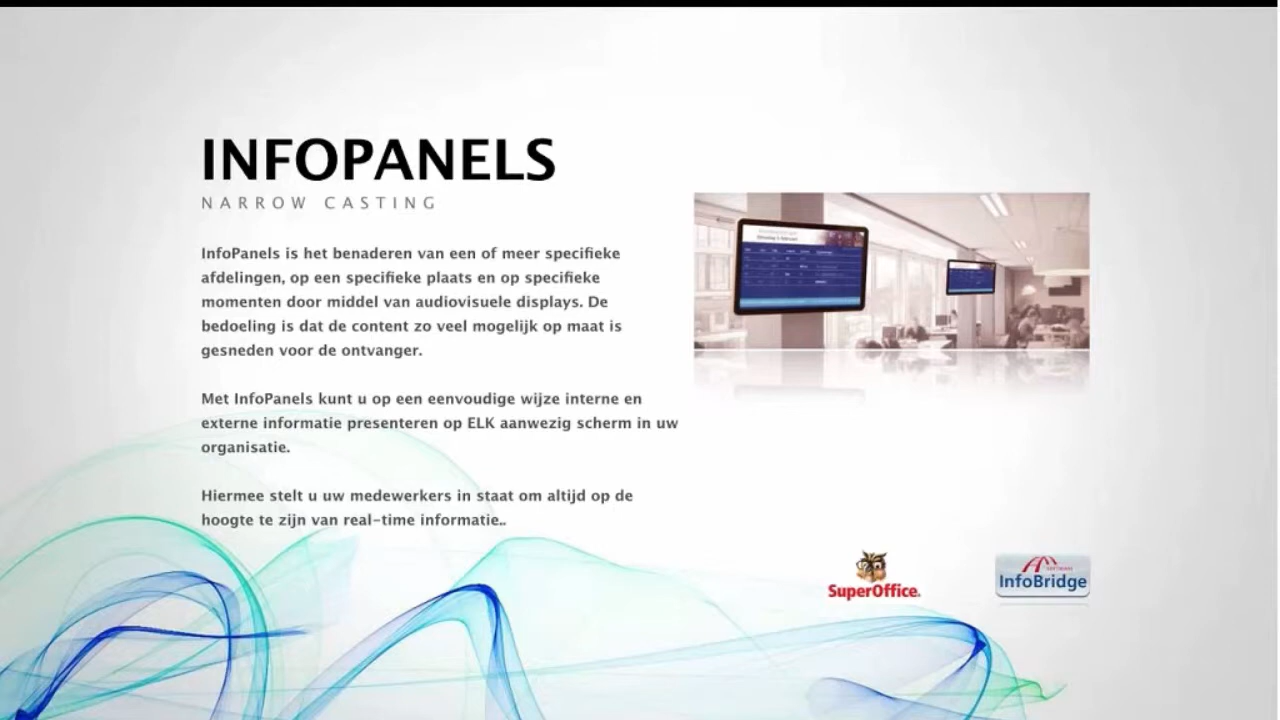 INFOPANELS
NARROW CASTING
InfoPanels is het benaderen van een of meer specifieke
afdelingen, op een specifieke plaats en op specifieke
momenten door middel van audiovisuele displays. De
bedoeling is dat de content zo veel mogelijk op maat is
gesneden voor de ontvanger.
Met InfoPanels kunt u op een eenvoudige wijze interne en
externe informatie presenteren op ELK aanwezig scherm in uw
organisatie.
Hiermee stelt u uw medewerkers in staat om altijd op de
hoogte te zijn van real-time informatie..
SuperOffice.
InfoBridge